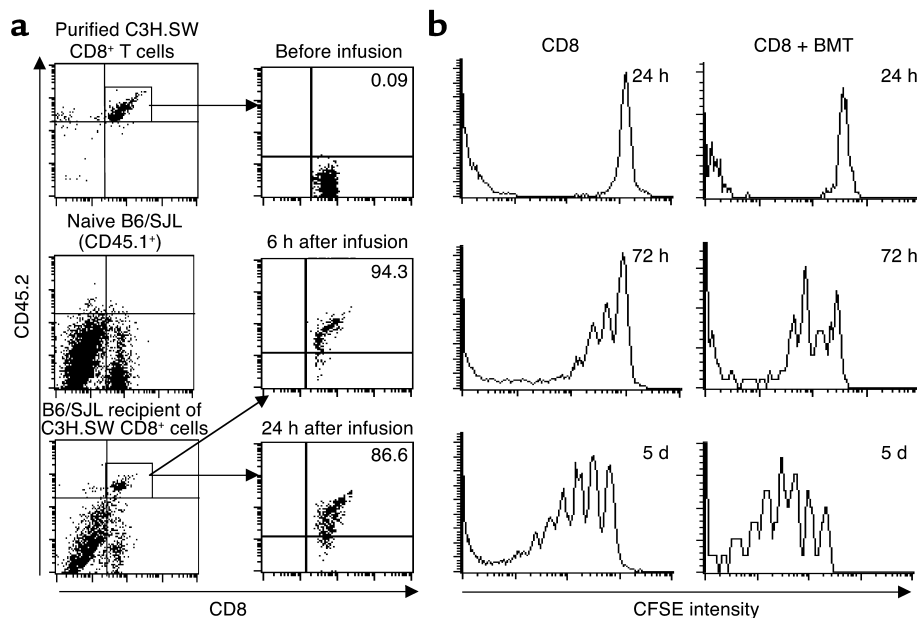 a
Purified C3H.SW
CD8⁺ T cells
Before infusion
0.09
Naive B6/SJL
(CD45.1⁺)
6 h after infusion
94.3
B6/SJL recipient of
C3H.SW CD8⁺ cells
24 h after infusion
86.6
CD45.2
CD8
b
CD8
CD8 + BMT
24 h
24 h
72 h
72 h
5 d
5 d
CFSE intensity